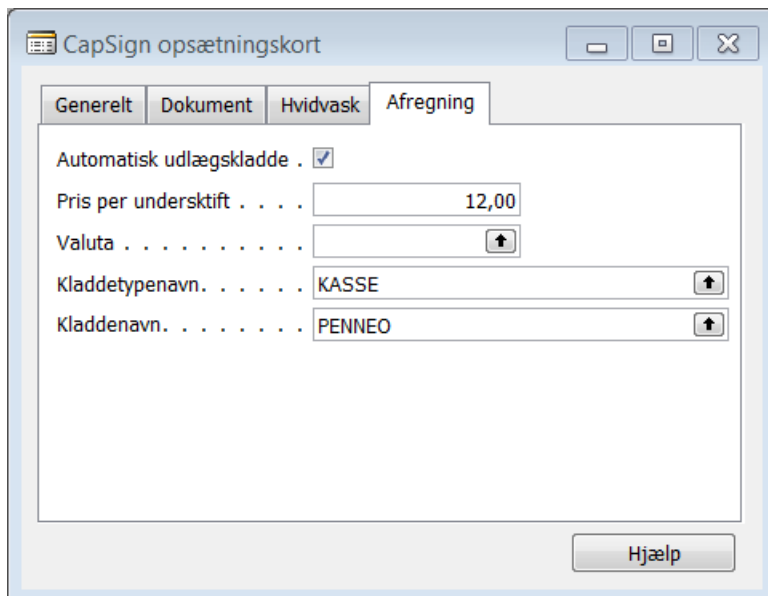 CapSign opsætningskort
Generelt Dokument Hvidvask Afregning
Automatisk udlægskladde .
Pris per undersktift . . . . 12,00
Valuta . . . . . . . . . .
Kladdetypenavn. . . . . . KASSE
Kladdenavn. . . . . . . . PENNEO
Hjælp